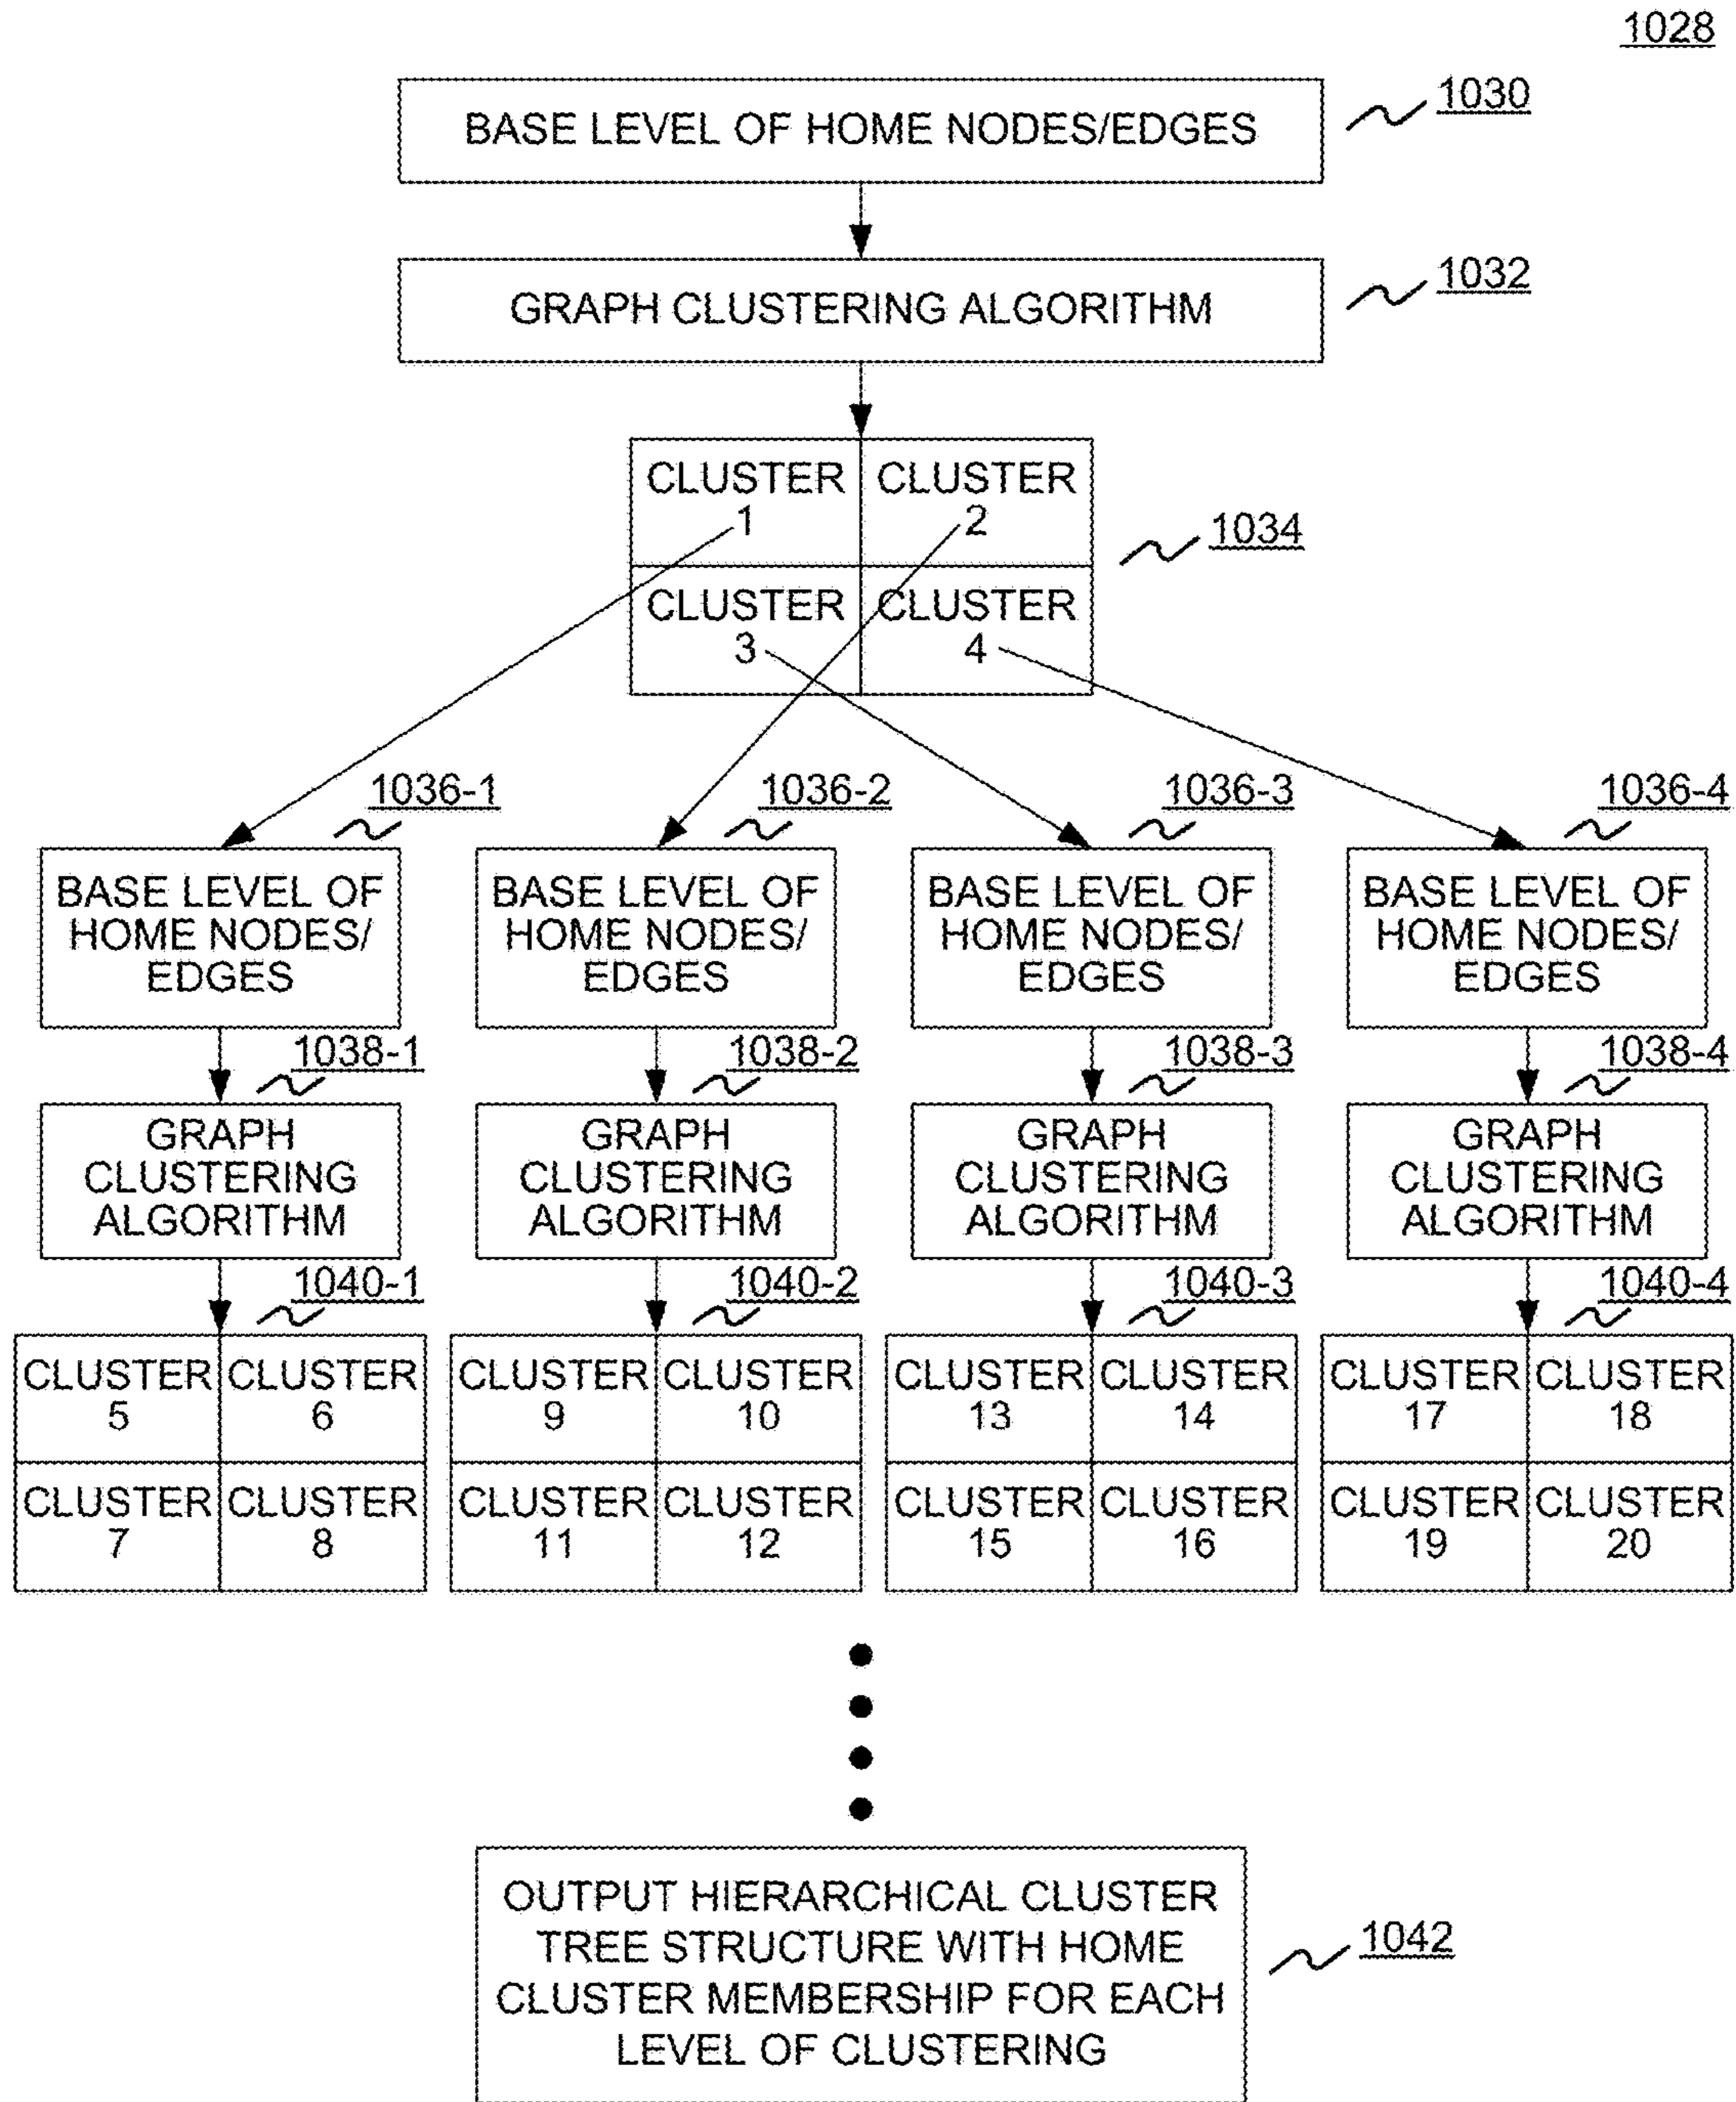 1028
BASE LEVEL OF HOME NODES/EDGES
1030
GRAPH CLUSTERING ALGORITHM
1032
CLUSTER
1
CLUSTER
2
1034
CLUSTER
3
CLUSTER
4
1036-1
1036-2
1036-3
1036-4
BASE LEVEL OF
HOME NODES/
EDGES
BASE LEVEL OF
HOME NODES/
EDGES
BASE LEVEL OF
HOME NODES/
EDGES
BASE LEVEL OF
HOME NODES/
EDGES
1038-1
1038-2
1038-3
1038-4
GRAPH
CLUSTERING
ALGORITHM
GRAPH
CLUSTERING
ALGORITHM
GRAPH
CLUSTERING
ALGORITHM
GRAPH
CLUSTERING
ALGORITHM
1040-1
1040-2
1040-3
1040-4
CLUSTER
5
CLUSTER
6
CLUSTER
7
CLUSTER
8
CLUSTER
9
CLUSTER
10
CLUSTER
11
CLUSTER
12
CLUSTER
13
CLUSTER
14
CLUSTER
15
CLUSTER
16
CLUSTER
17
CLUSTER
18
CLUSTER
19
CLUSTER
20
OUTPUT HIERARCHICAL CLUSTER
TREE STRUCTURE WITH HOME
CLUSTER MEMBERSHIP FOR EACH
LEVEL OF CLUSTERING
1042